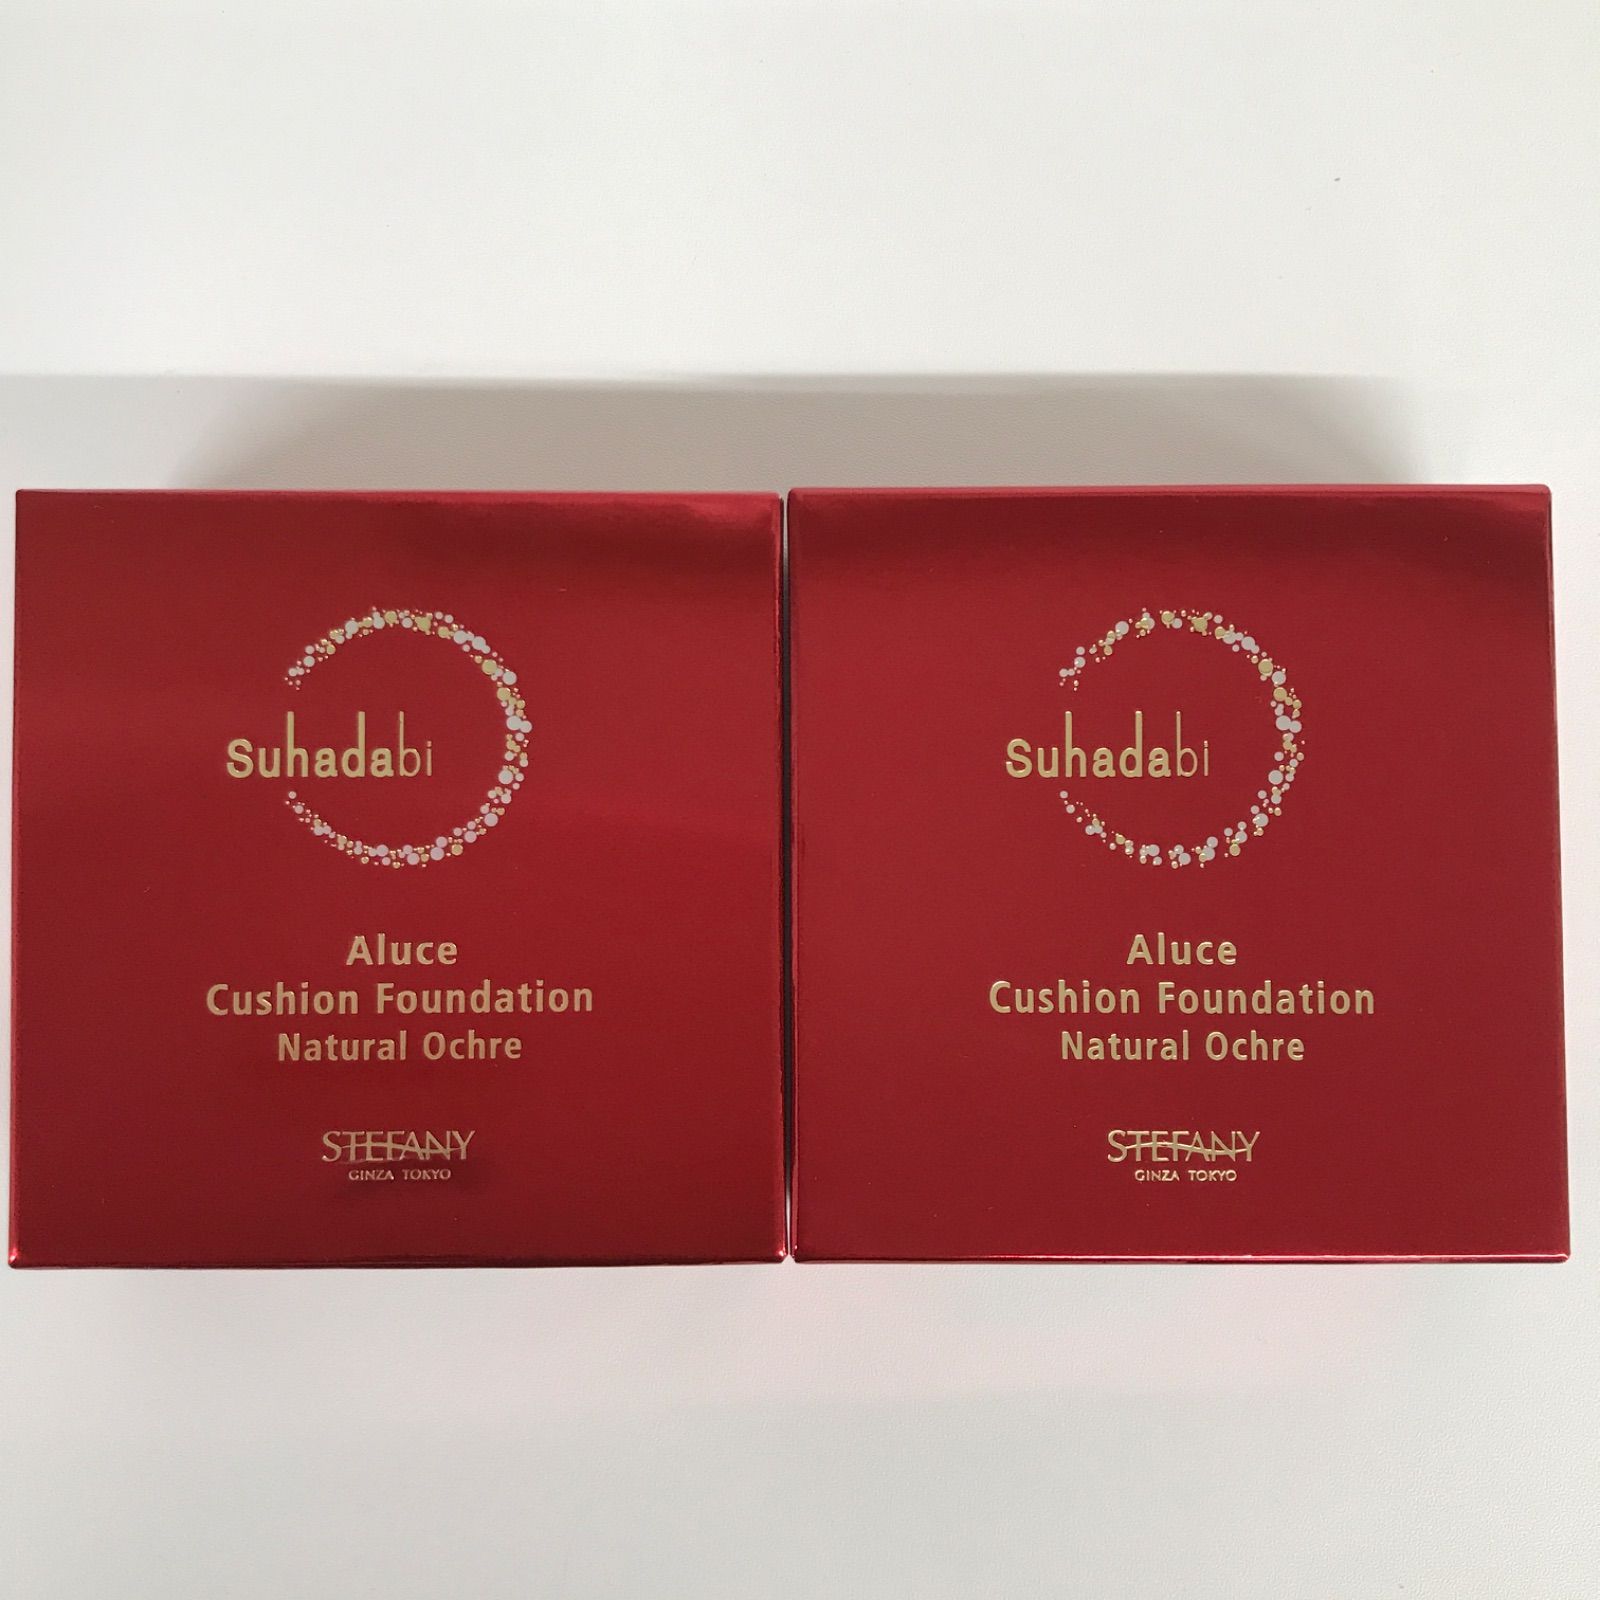 Suhadabi
Aluce
Cushion Foundation
Natural Ochre
STEFANY
GINZA TOKYO
Suhadabi
Aluce
Cushion Foundation
Natural Ochre
STEFANY
GINZA TOKYO